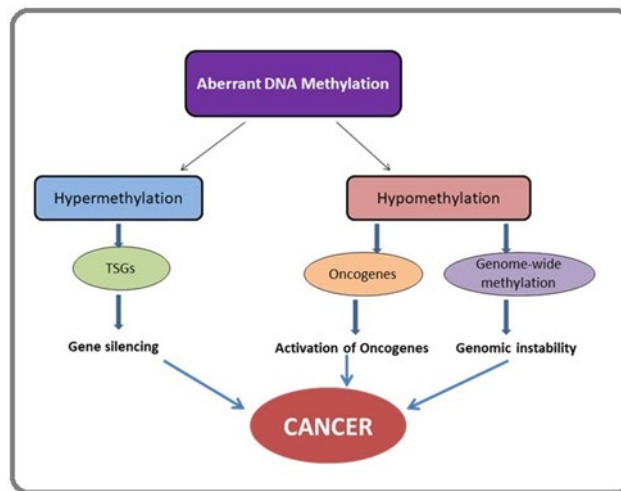 Aberrant DNA Methylation
Hypermethylation
Hypomethylation
TSGs
Oncogenes
Genome-wide
methylation
Gene silencing
Activation of Oncogenes
Genomic instability
CANCER